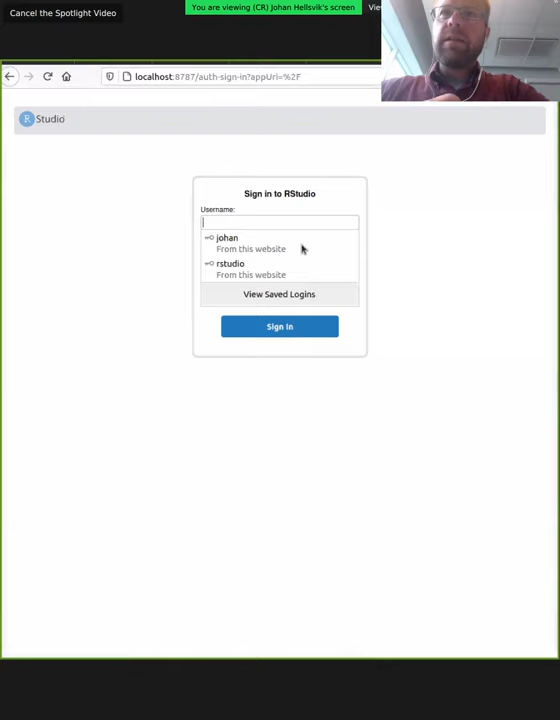 Cancel the Spotlight Video
You are viewing (CR) Johan Hellsvik's screen
localhost:8787/auth-sign-in?appUri=%2F
R Studio
Sign in to RStudio
Username:
johan
From this website
rstudio
From this website
View Saved Logins
Sign In